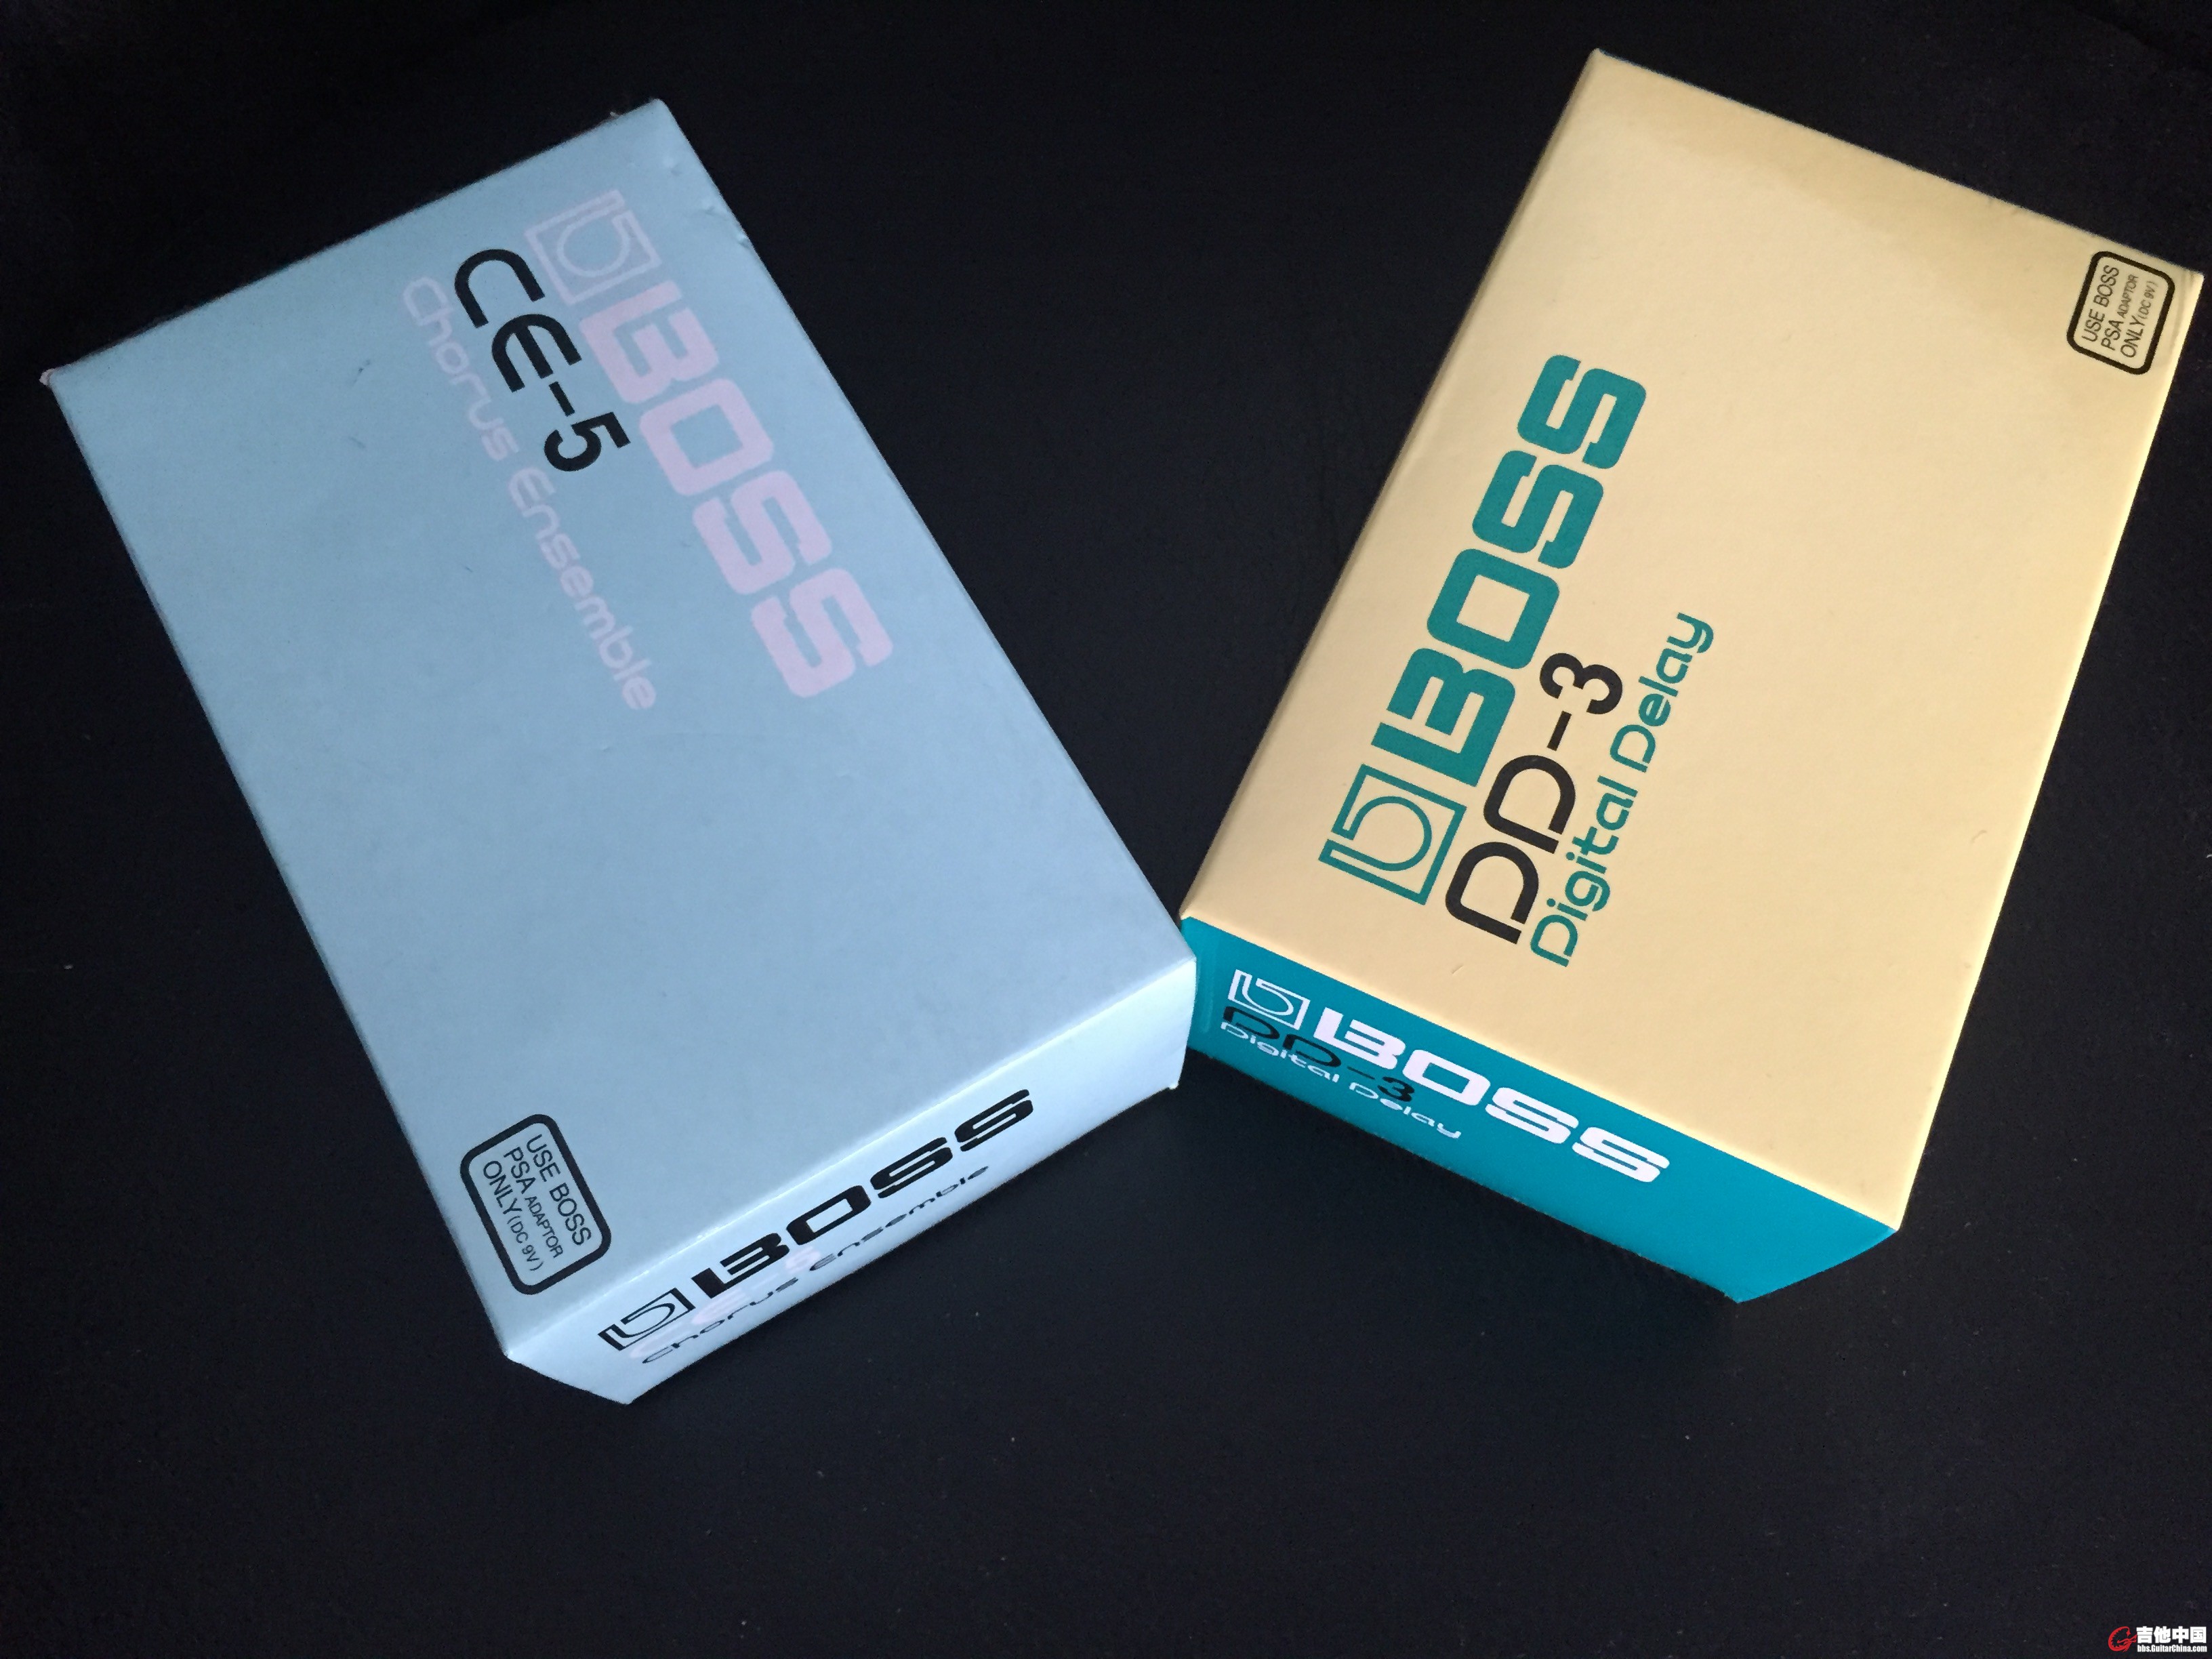 BOSS
CE-5
Chorus Ensemble
USE BOSS
PSA ADAPTOR
ONLY(DC 9V)
BOSS
Chorus Ensemble
BOSS
DD-3
Digital Delay
USE BOSS
PSA ADAPTOR
ONLY(DC 9V)
BOSS
DD-3
Digital Delay
吉他中国
bbs.GuitarChina.com